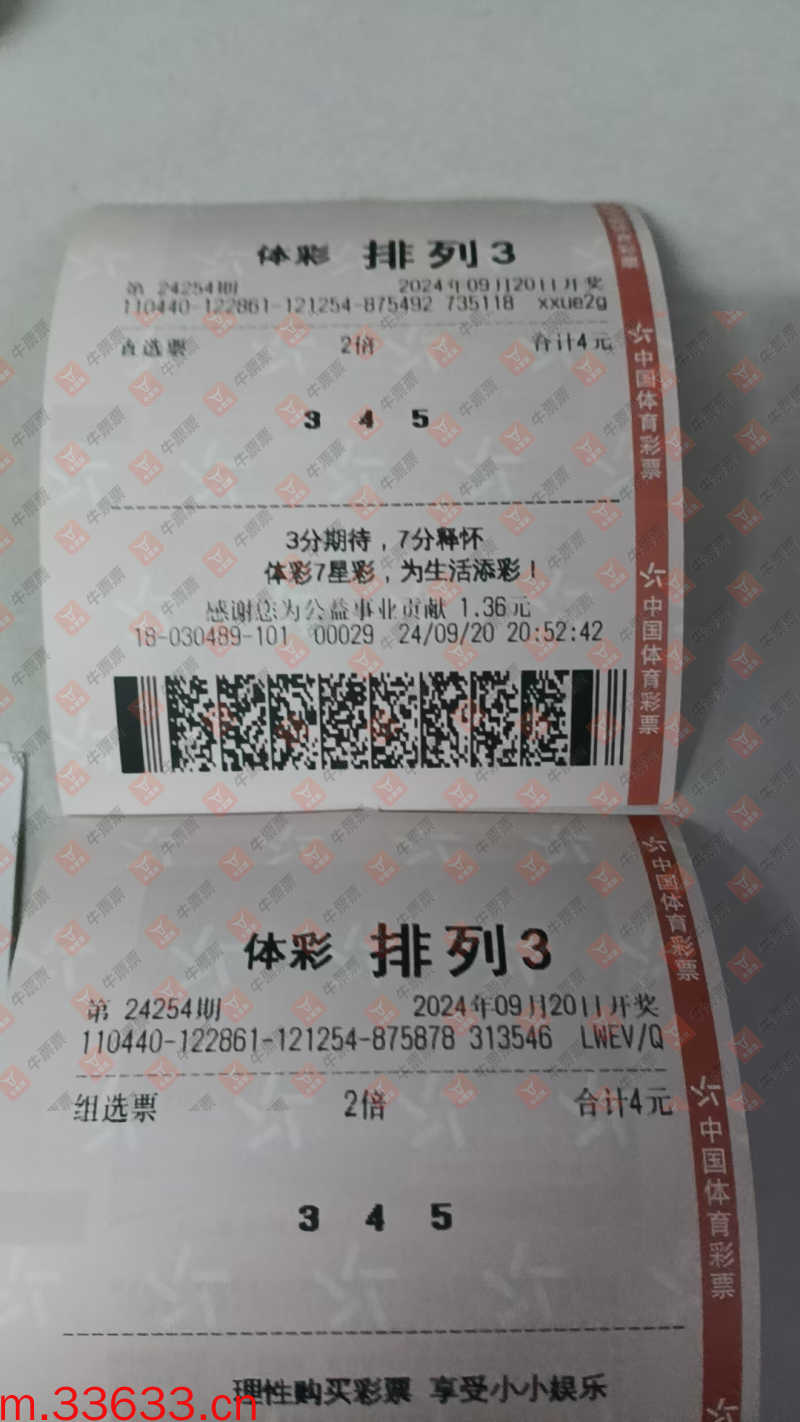 体彩 排列3
第 24254期 2024年09月20日开奖
110440-122861-121254-875492 735118 xxue2g
直选票 2倍 合计4元
3 4 5
3分期待，7分释怀
体彩7星彩，为生活添彩！
感谢您为公益事业贡献 1.36元
18-030489-101 00029 24/09/20 20:52:42
中国体育彩票
中国体育彩票
体彩 排列3
第 24254期 2024年09月20日开奖
110440-122861-121254-875878 313546 LWEV/Q
组选票 2倍 合计4元
3 4 5
理性购买彩票 享受小小娱乐
中国体育彩票
中国体育彩票
牛票票
m.33633.cn